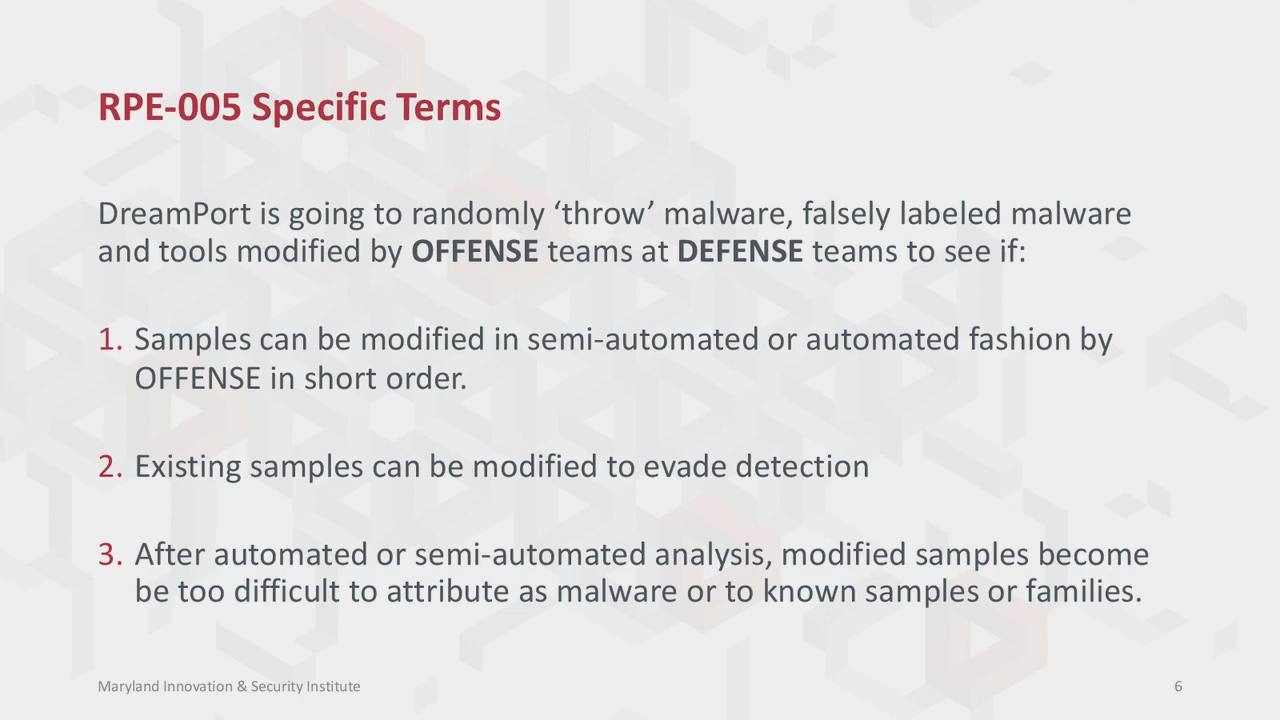 RPE-005 Specific Terms
DreamPort is going to randomly ‘throw’ malware, falsely labeled malware
and tools modified by OFFENSE teams at DEFENSE teams to see if:
1. Samples can be modified in semi-automated or automated fashion by
OFFENSE in short order.
2. Existing samples can be modified to evade detection
3. After automated or semi-automated analysis, modified samples become
be too difficult to attribute as malware or to known samples or families.
Maryland Innovation & Security Institute
6